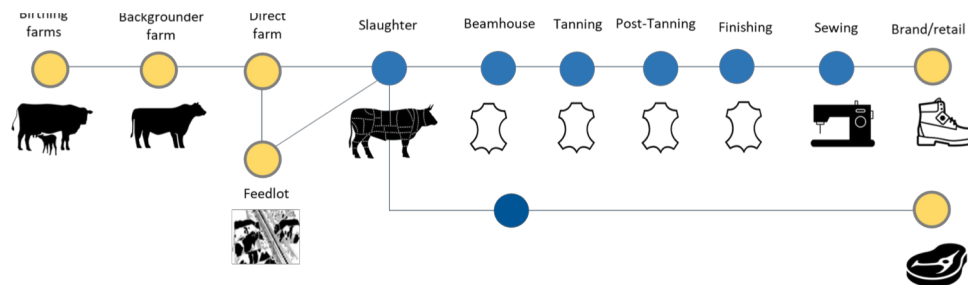 Birthing
farms
Backgrounder
farm
Direct
farm
Slaughter
Beamhouse
Tanning
Post-Tanning
Finishing
Sewing
Brand/retail
Feedlot